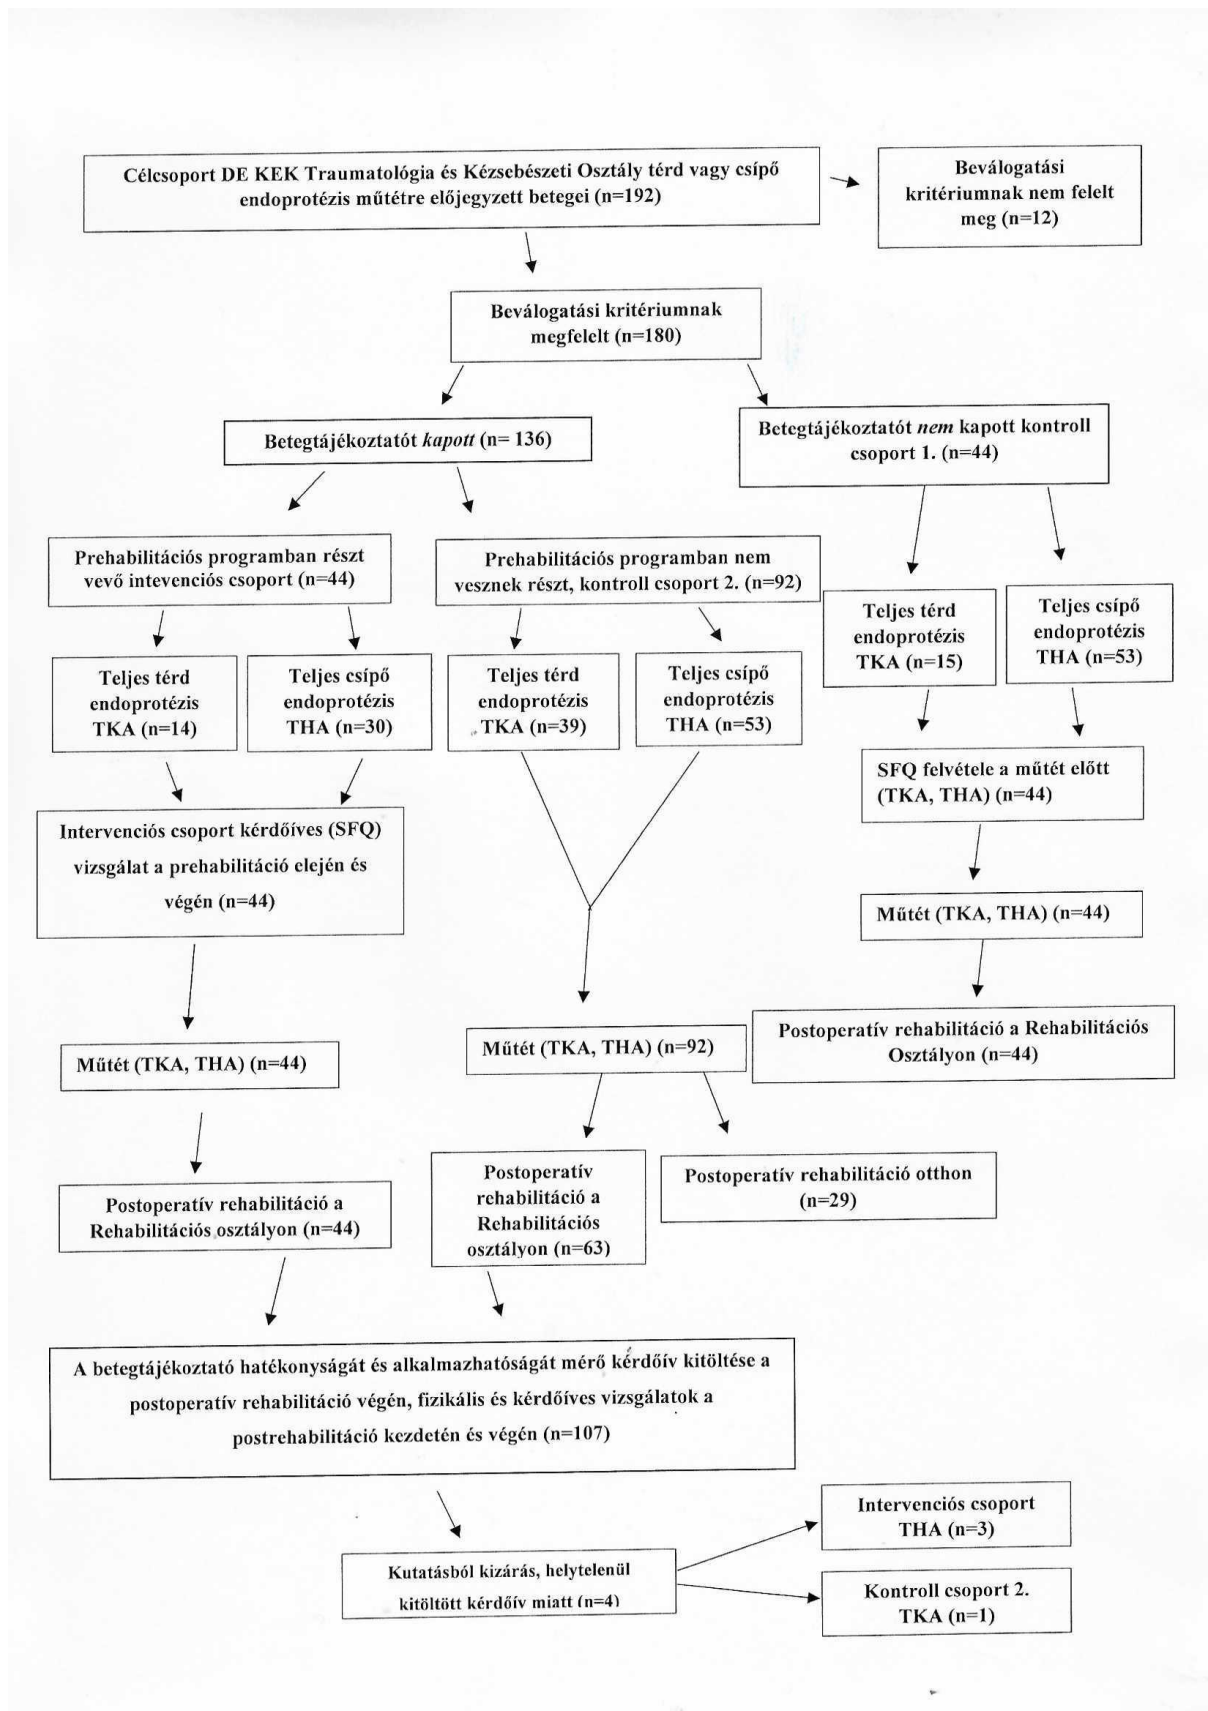 Célcsoport DE KEK Traumatológia és Kézsebészeti Osztály térd vagy csípő
endoprotézis műtétre előjegyzett betegei (n=192)
Beválogatási
kritériumnak nem felelt
meg (n=12)
Beválogatási kritériumnak
megfelelt (n=180)
Betegtájékoztatót kapott (n= 136)
Betegtájékoztatót nem kapott kontroll
csoport 1. (n=44)
Prehabilitációs programban részt
vevő intevenciós csoport (n=44)
Prehabilitációs programban nem
vesznek részt, kontroll csoport 2. (n=92)
Teljes térd
endoprotézis
TKA (n=15)
Teljes csípő
endoprotézis
THA (n=53)
Teljes térd
endoprotézis
TKA (n=14)
Teljes csípő
endoprotézis
THA (n=30)
Teljes térd
endoprotézis
TKA (n=39)
Teljes csípő
endoprotézis
THA (n=53)
SFQ felvétele a műtét előtt
(TKA, THA) (n=44)
Intervenciós csoport kérdőíves (SFQ)
vizsgálat a prehabilitáció elején és
végén (n=44)
Műtét (TKA, THA) (n=44)
Postoperatív rehabilitáció a Rehabilitációs
Osztályon (n=44)
Műtét (TKA, THA) (n=44)
Műtét (TKA, THA) (n=92)
Postoperatív rehabilitáció a
Rehabilitációs osztályon (n=44)
Postoperatív
rehabilitáció a
Rehabilitációs
osztályon (n=63)
Postoperatív rehabilitáció otthon
(n=29)
A betegtájékoztató hatékonyságát és alkalmazhatóságát mérő kérdőív kitöltése a
postoperatív rehabilitáció végén, fizikális és kérdőíves vizsgálatok a
postrehabilitáció kezdetén és végén (n=107)
Kutatásból kizárás, helytelenül
kitöltött kérdőív miatt (n=4)
Intervenciós csoport
THA (n=3)
Kontroll csoport 2.
TKA (n=1)